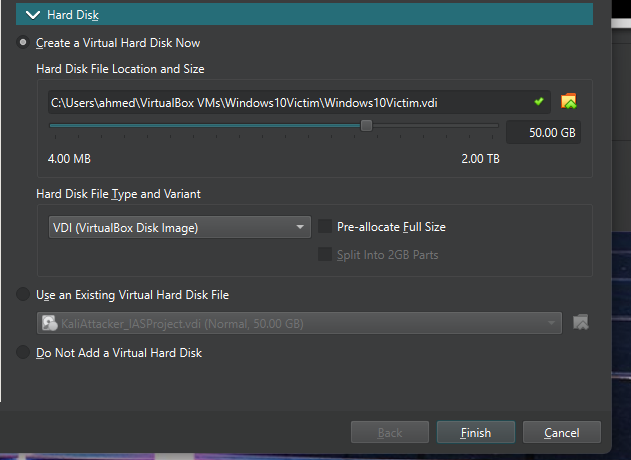 Hard Disk
Create a Virtual Hard Disk Now
Hard Disk File Location and Size
C:\Users\ahmed\VirtualBox VMs\Windows10Victim\Windows10Victim.vdi
50.00 GB
4.00 MB 2.00 TB
Hard Disk File Type and Variant
VDI (VirtualBox Disk Image) Pre-allocate Full Size
Split Into 2GB Parts
Use an Existing Virtual Hard Disk File
KaliAttacker_IASProject.vdi (Normal, 50.00 GB)
Do Not Add a Virtual Hard Disk
Back Finish Cancel